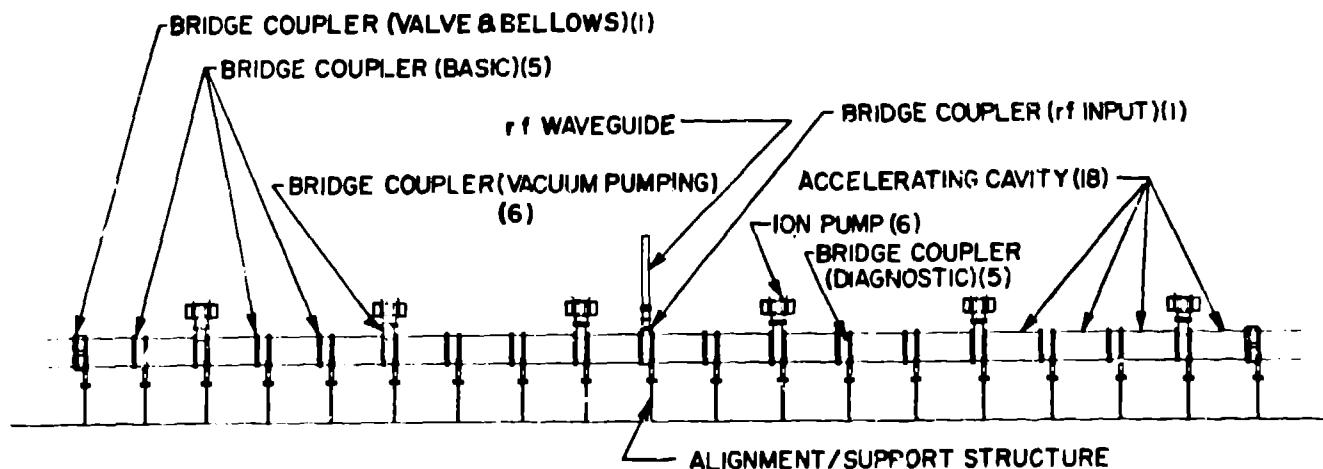 BRIDGE COUPLER (VALVE & BELLOWS)(1)
BRIDGE COUPLER (BASIC)(5)
rf WAVEGUIDE
BRIDGE COUPLER (rf INPUT)(1)
BRIDGE COUPLER (VACUUM PUMPING)
(6)
ACCELERATING CAVITY (18)
ION PUMP (6)
BRIDGE COUPLER
(DIAGNOSTIC)(5)
ALIGNMENT/SUPPORT STRUCTURE